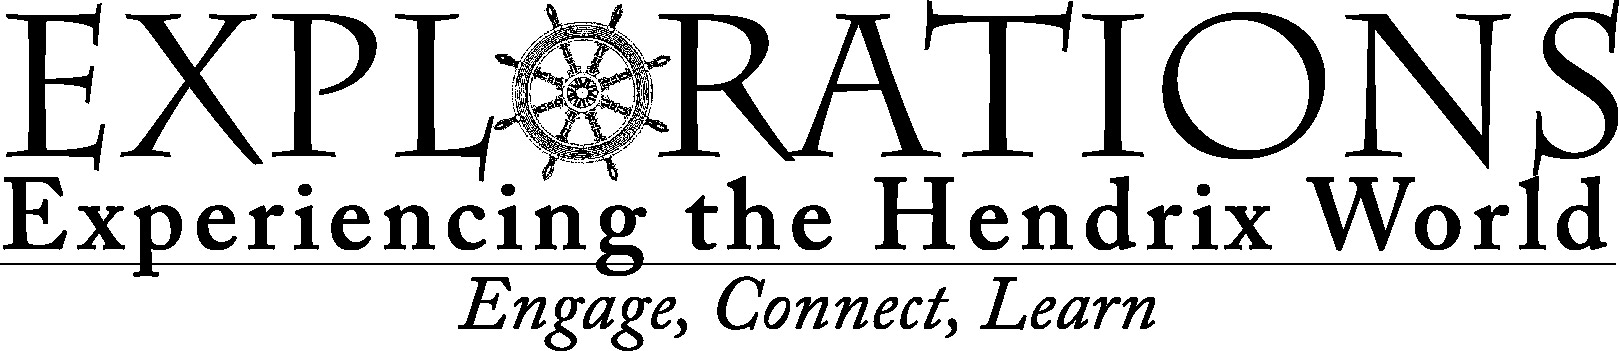 EXPLORATIONS
Experiencing the Hendrix World
Engage, Connect, Learn